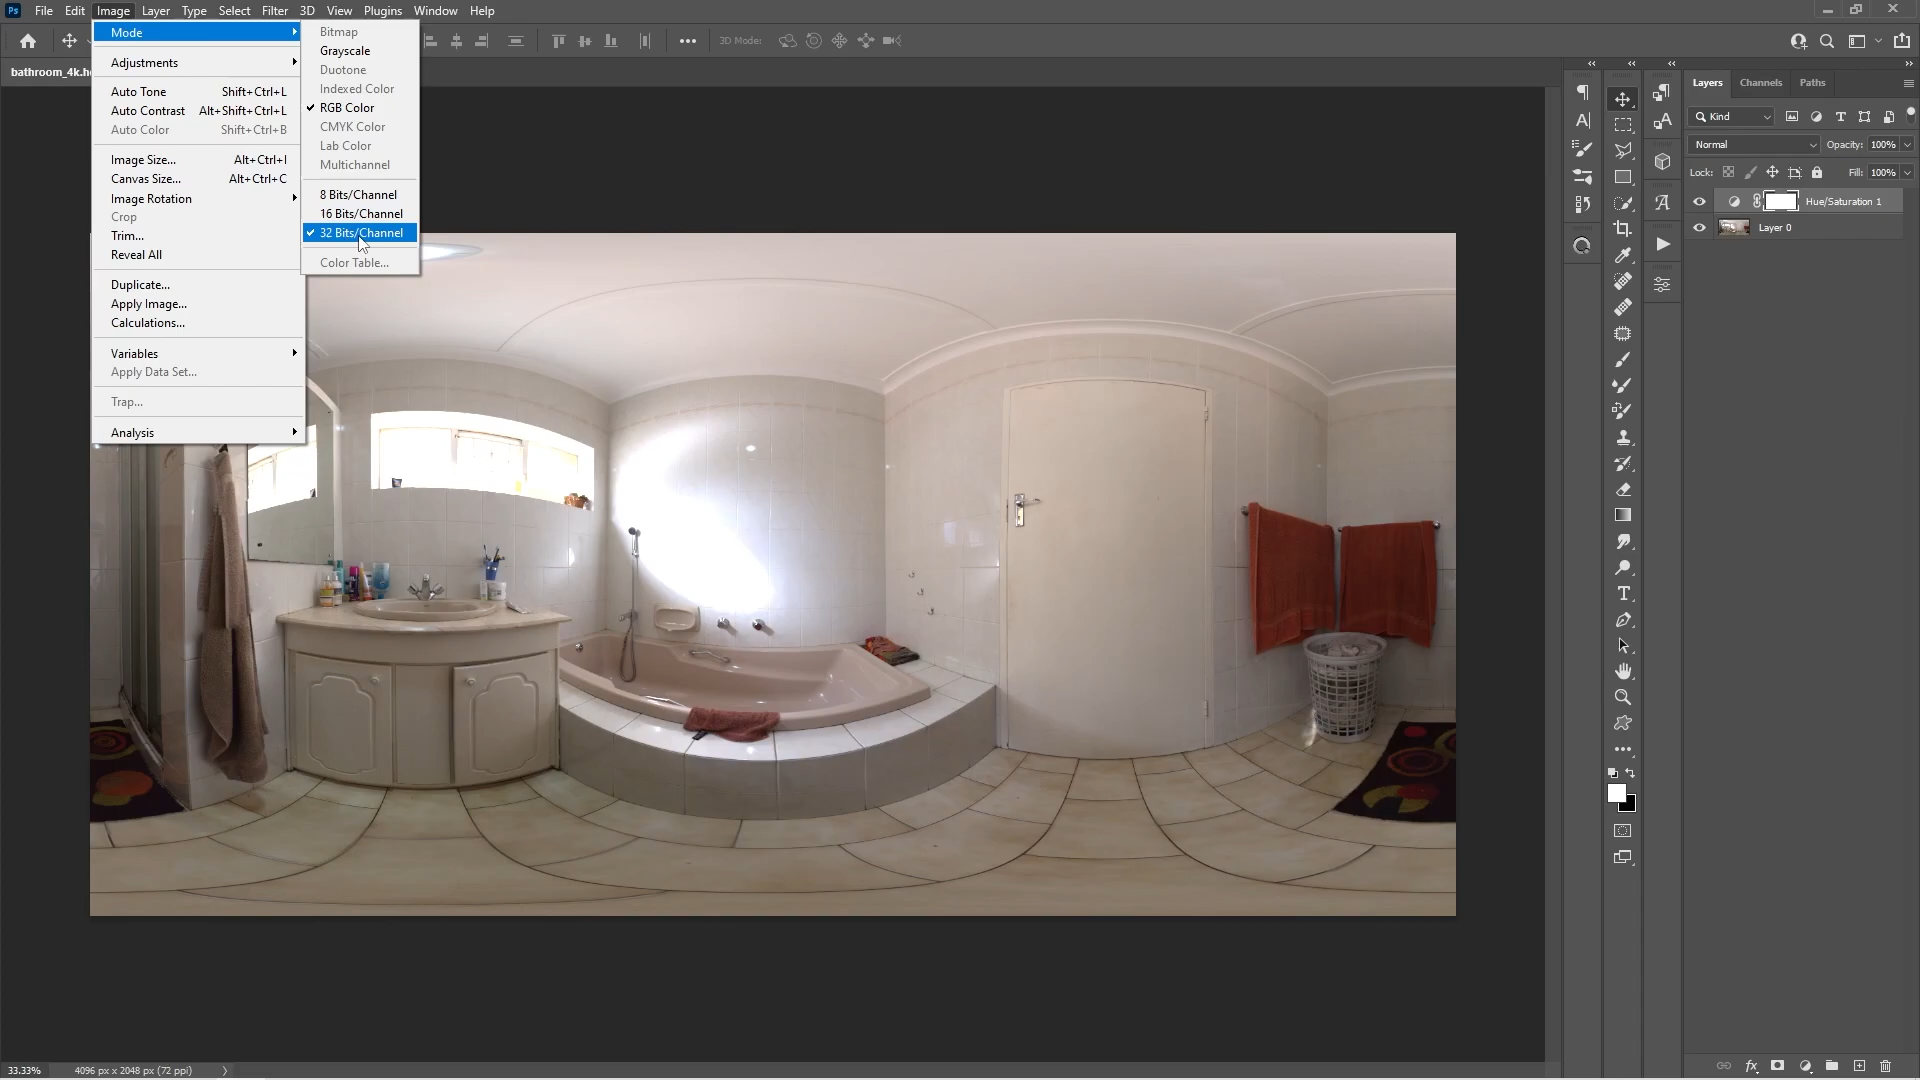 Ps File Edit Image Layer Type Select Filter 3D View Plugins Window Help
3D Mode:
bathroom_4k.h
Mode
Adjustments
Auto Tone Shift+Ctrl+L
Auto Contrast Alt+Shift+Ctrl+L
Auto Color Shift+Ctrl+B
Image Size... Alt+Ctrl+I
Canvas Size... Alt+Ctrl+C
Image Rotation
Crop
Trim...
Reveal All
Duplicate...
Apply Image...
Calculations...
Variables
Apply Data Set...
Trap...
Analysis
Bitmap
Grayscale
Duotone
Indexed Color
RGB Color
CMYK Color
Lab Color
Multichannel
8 Bits/Channel
16 Bits/Channel
32 Bits/Channel
Color Table...
Layers Channels Paths
Kind
Normal Opacity: 100%
Lock: Fill: 100%
Hue/Saturation 1
Layer 0
33.33% 4096 px x 2048 px (72 ppi)